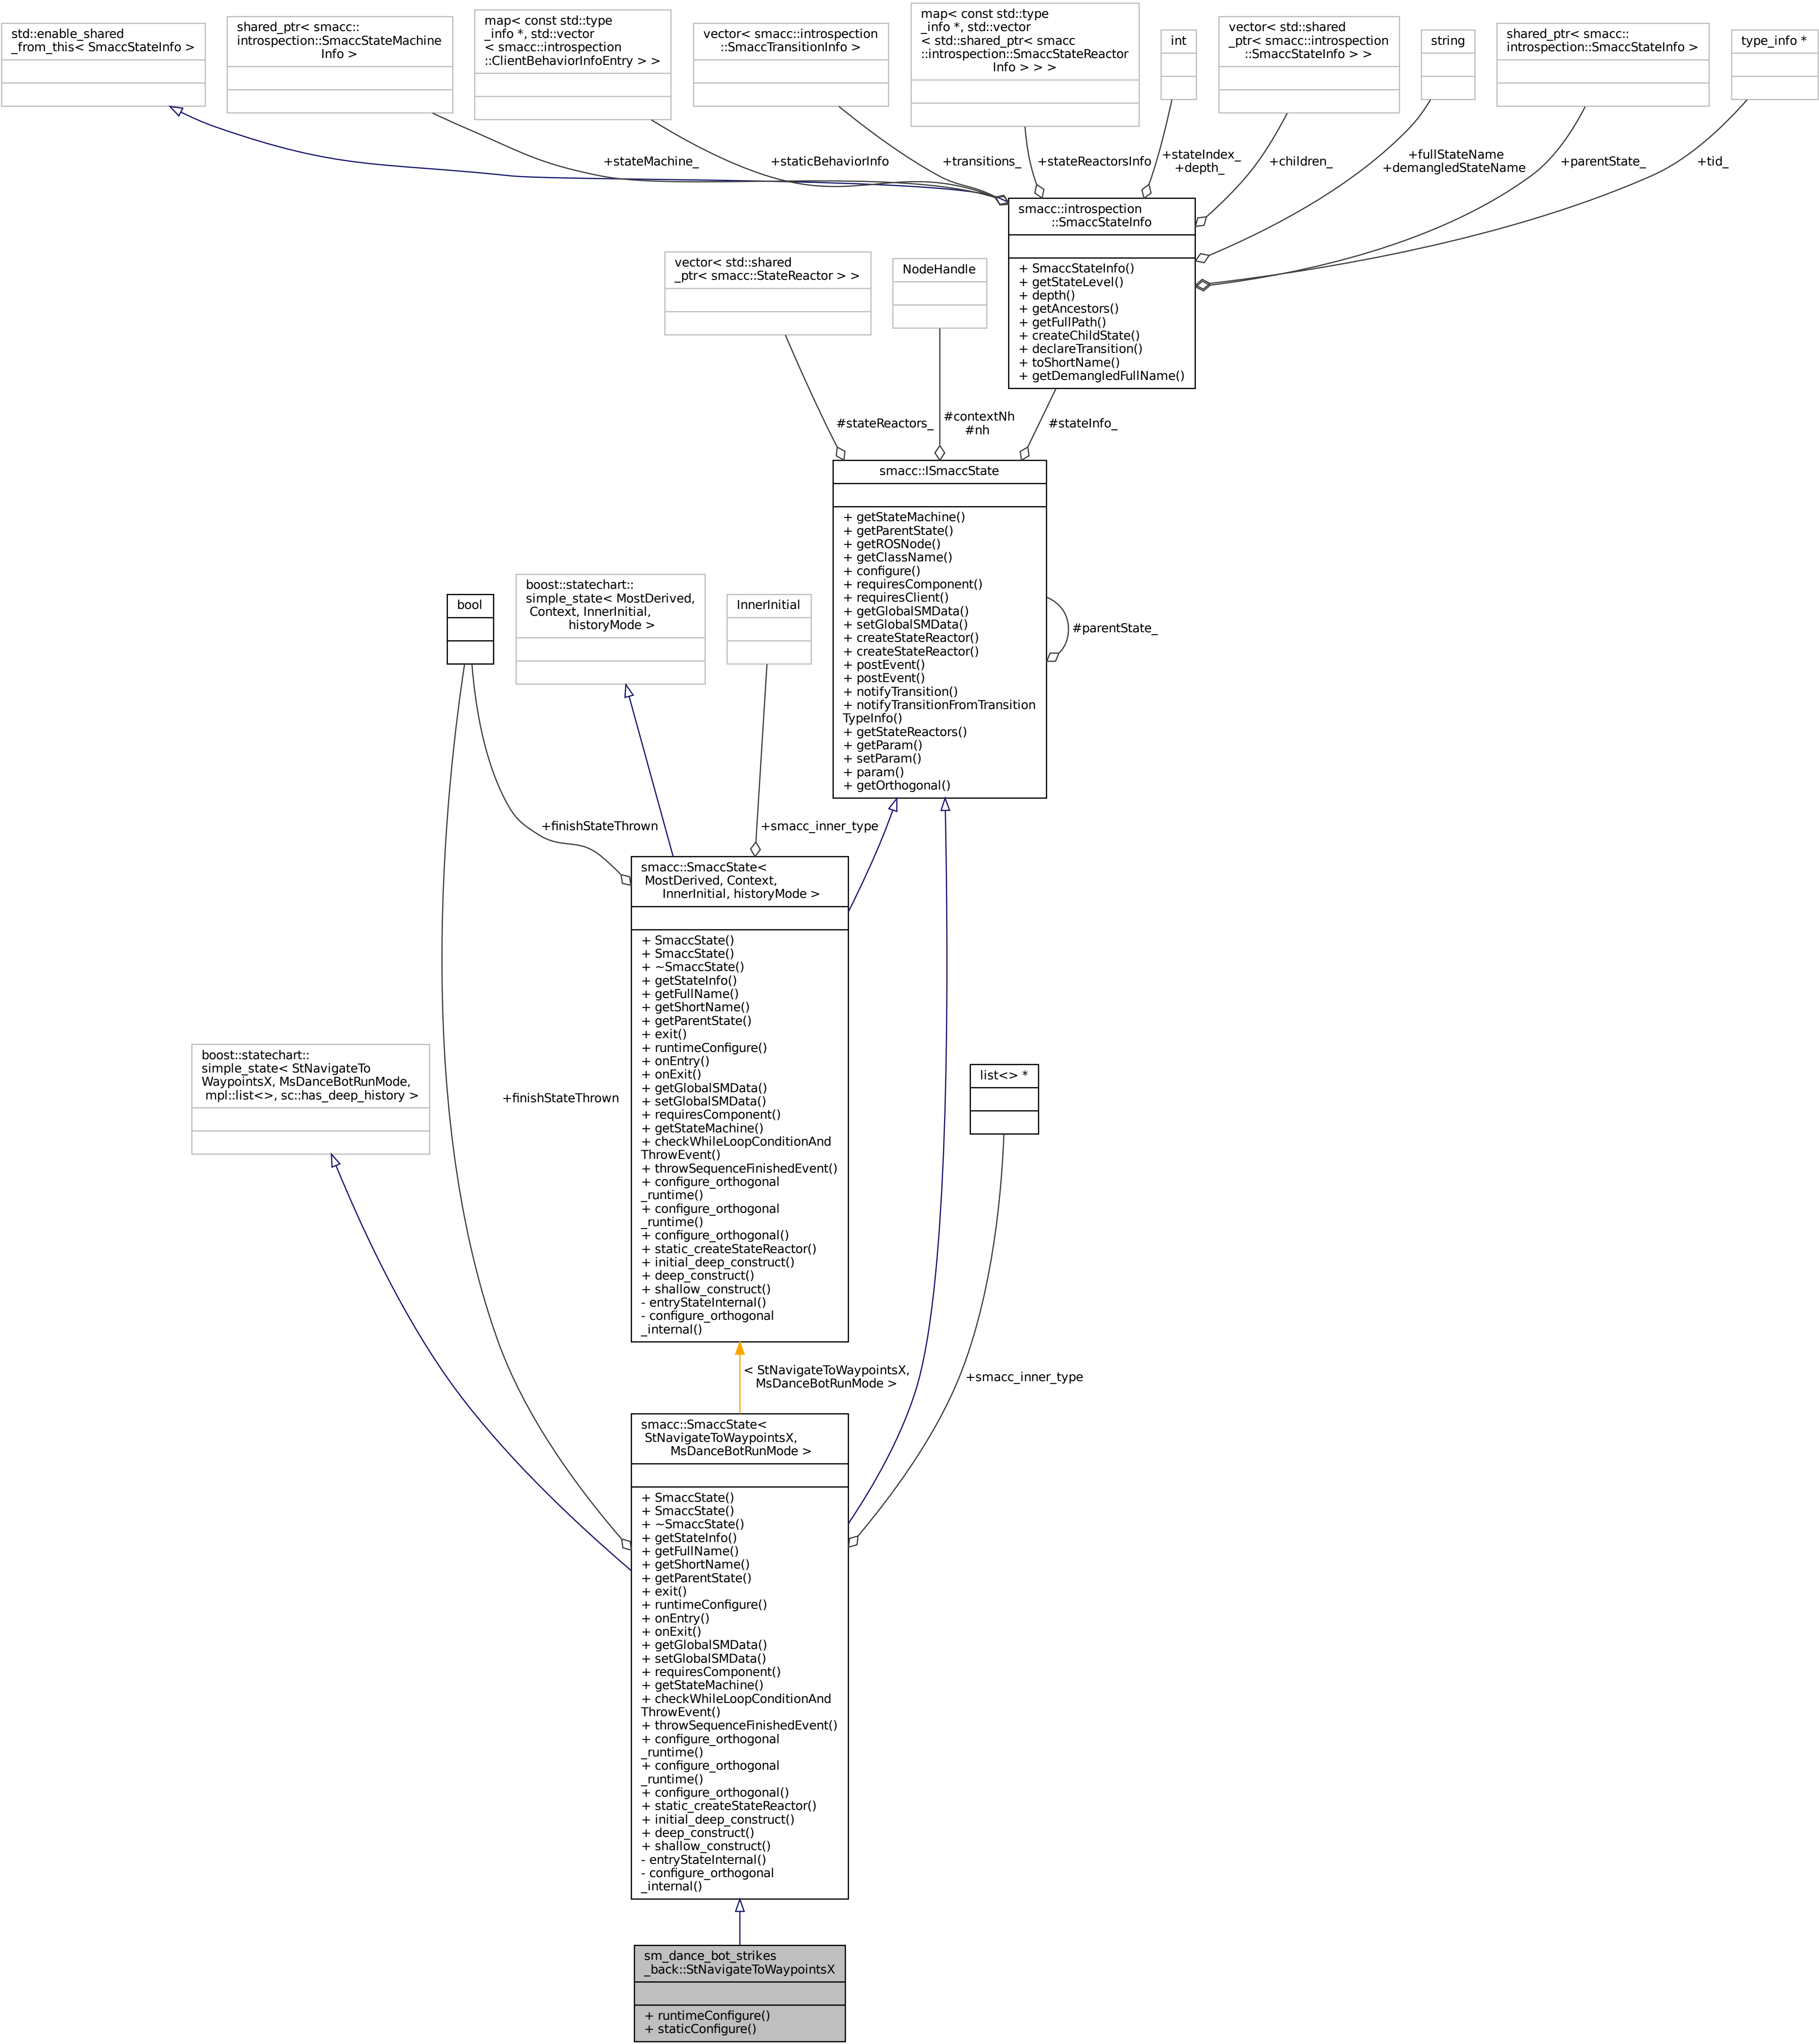 std::enable_shared
_from_this< SmaccStateInfo >
shared_ptr< smacc::
introspection::SmaccStateMachine
Info >
map< const std::type
_info *, std::vector
< smacc::introspection
::ClientBehaviorInfoEntry > >
vector< smacc::introspection
::SmaccTransitionInfo >
map< const std::type
_info *, std::vector
< std::shared_ptr< smacc
::introspection::SmaccStateReactor
Info > > >
int
vector< std::shared
_ptr< smacc::introspection
::SmaccStateInfo > >
string
shared_ptr< smacc::
introspection::SmaccStateInfo >
type_info *
+stateMachine_
+staticBehaviorInfo
+transitions_
+stateReactorsInfo
+stateIndex_
+depth_
+children_
+fullStateName
+demangledStateName
+parentState_
+tid_
smacc::introspection
::SmaccStateInfo
+ SmaccStateInfo()
+ getStateLevel()
+ depth()
+ getAncestors()
+ getFullPath()
+ createChildState()
+ declareTransition()
+ toShortName()
+ getDemangledFullName()
vector< std::shared
_ptr< smacc::StateReactor > >
NodeHandle
#stateReactors_
#contextNh
#nh
#stateInfo_
smacc::ISmaccState
+ getStateMachine()
+ getParentState()
+ getROSNode()
+ getClassName()
+ configure()
+ requiresComponent()
+ requiresClient()
+ getGlobalSMData()
+ setGlobalSMData()
+ createStateReactor()
+ createStateReactor()
+ postEvent()
+ postEvent()
+ notifyTransition()
+ notifyTransitionFromTransition
TypeInfo()
+ getStateReactors()
+ getParam()
+ setParam()
+ param()
+ getOrthogonal()
#parentState_
bool
boost::statechart::
simple_state< MostDerived,
Context, InnerInitial,
historyMode >
InnerInitial
+finishStateThrown
+smacc_inner_type
smacc::SmaccState<
MostDerived, Context,
InnerInitial, historyMode >
+ SmaccState()
+ SmaccState()
+ ~SmaccState()
+ getStateInfo()
+ getFullName()
+ getShortName()
+ getParentState()
+ exit()
+ runtimeConfigure()
+ onEntry()
+ onExit()
+ getGlobalSMData()
+ setGlobalSMData()
+ requiresComponent()
+ getStateMachine()
+ checkWhileLoopConditionAnd
ThrowEvent()
+ throwSequenceFinishedEvent()
+ configure_orthogonal
_runtime()
+ configure_orthogonal
_runtime()
+ configure_orthogonal()
+ static_createStateReactor()
+ initial_deep_construct()
+ deep_construct()
+ shallow_construct()
- entryStateInternal()
- configure_orthogonal
_internal()
boost::statechart::
simple_state< StNavigateTo
WaypointsX, MsDanceBotRunMode,
mpl::list<>, sc::has_deep_history >
+finishStateThrown
list<> *
< StNavigateToWaypointsX,
MsDanceBotRunMode >
+smacc_inner_type
smacc::SmaccState<
StNavigateToWaypointsX,
MsDanceBotRunMode >
+ SmaccState()
+ SmaccState()
+ ~SmaccState()
+ getStateInfo()
+ getFullName()
+ getShortName()
+ getParentState()
+ exit()
+ runtimeConfigure()
+ onEntry()
+ onExit()
+ getGlobalSMData()
+ setGlobalSMData()
+ requiresComponent()
+ getStateMachine()
+ checkWhileLoopConditionAnd
ThrowEvent()
+ throwSequenceFinishedEvent()
+ configure_orthogonal
_runtime()
+ configure_orthogonal
_runtime()
+ configure_orthogonal()
+ static_createStateReactor()
+ initial_deep_construct()
+ deep_construct()
+ shallow_construct()
- entryStateInternal()
- configure_orthogonal
_internal()
sm_dance_bot_strikes
_back::StNavigateToWaypointsX
+ runtimeConfigure()
+ staticConfigure()